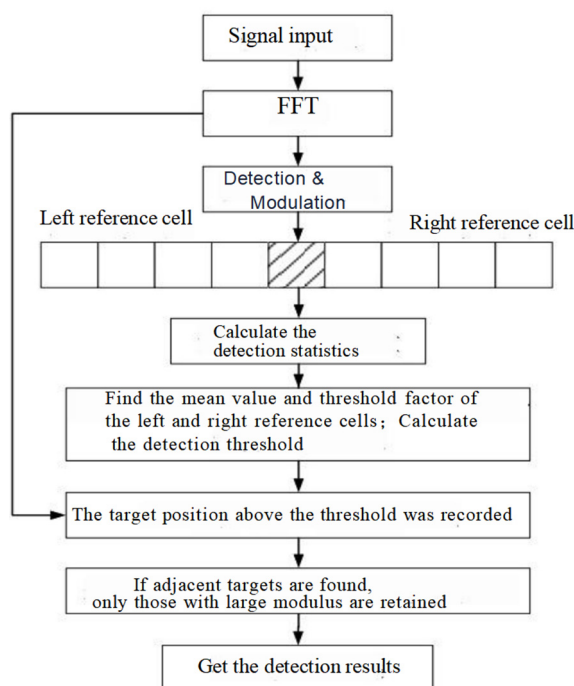 Signal input
FFT
Detection &
Modulation
Left reference cell
Right reference cell
Calculate the
detection statistics
Find the mean value and threshold factor of
the left and right reference cells; Calculate
the detection threshold
The target position above the threshold was recorded
If adjacent targets are found,
only those with large modulus are retained
Get the detection results